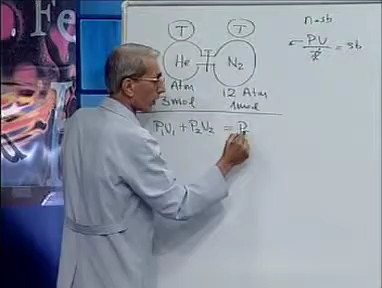 Fe
n=sb
PV = sb
T T
He N₂
Atm 12 Atm
3mol 1mol
P₁V₁ + P₂V₂ = P